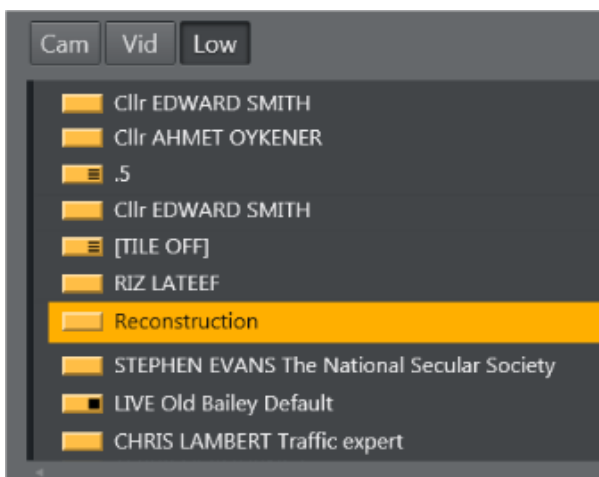 Cam Vid Low
Cllr EDWARD SMITH
Cllr AHMET OYKENER
.5
Cllr EDWARD SMITH
[TILE OFF]
RIZ LATEEF
Reconstruction
STEPHEN EVANS The National Secular Society
LIVE Old Bailey Default
CHRIS LAMBERT Traffic expert